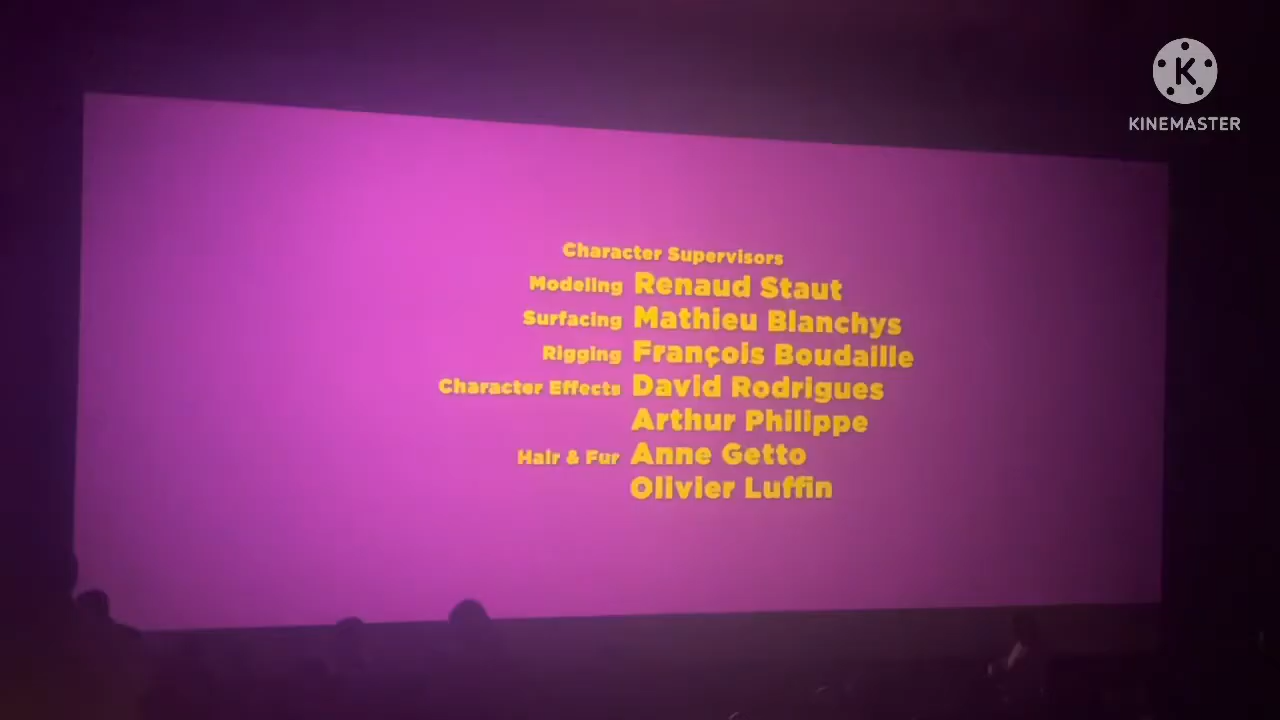 KINEMASTER
Character Supervisors
Modeling Renaud Staut
Surfacing Mathieu Blanchys
Rigging François Boudaille
Character Effects David Rodrigues
Arthur Philippe
Hair & Fur Anne Getto
Olivier Luffin